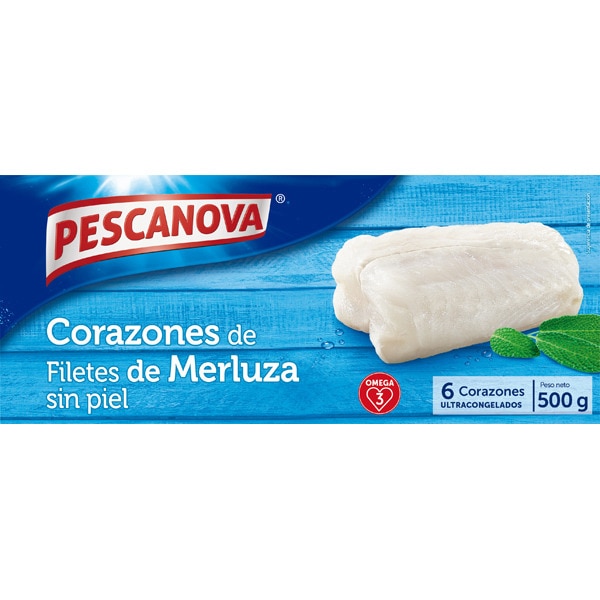 PESCANOVA®
Corazones de
Filetes de Merluza
sin piel
OMEGA
3
6 Corazones
ULTRACONGELADOS
Peso neto
500 g